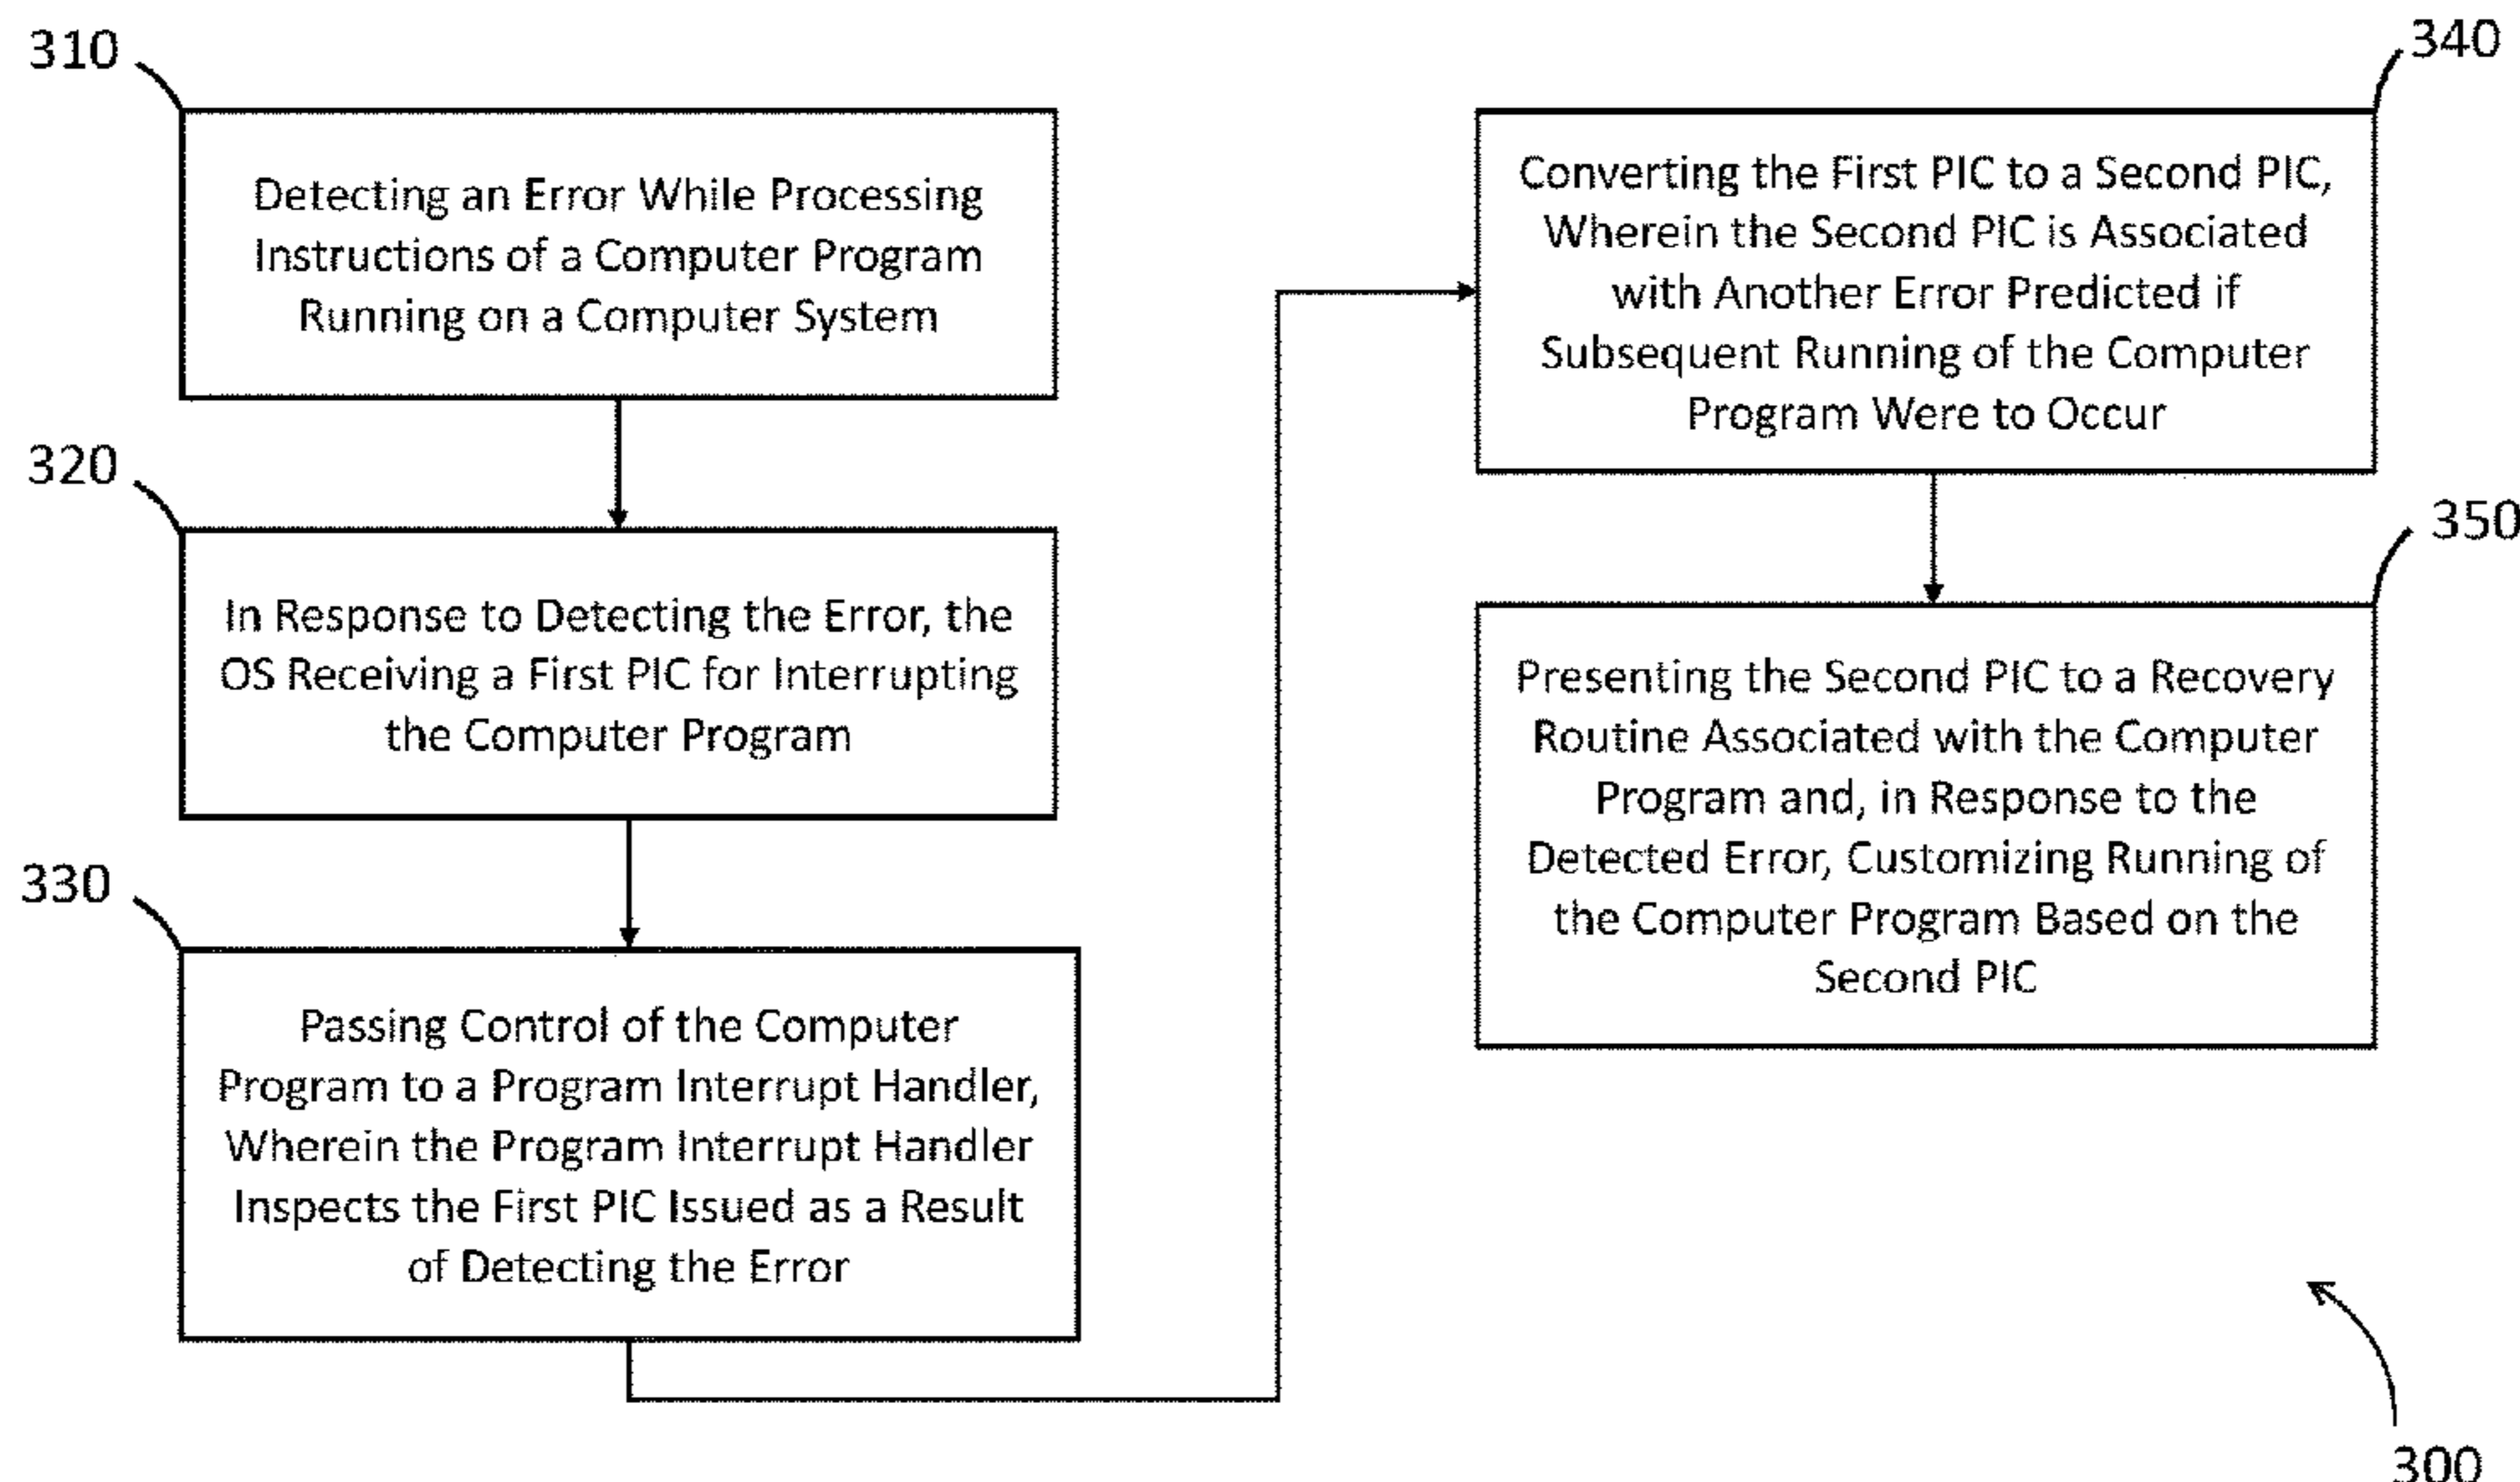 310
Detecting an Error While Processing
Instructions of a Computer Program
Running on a Computer System
320
In Response to Detecting the Error, the
OS Receiving a First PIC for Interrupting
the Computer Program
330
Passing Control of the Computer
Program to a Program Interrupt Handler,
Wherein the Program Interrupt Handler
Inspects the First PIC Issued as a Result
of Detecting the Error
340
Converting the First PIC to a Second PIC,
Wherein the Second PIC is Associated
with Another Error Predicted if
Subsequent Running of the Computer
Program Were to Occur
350
Presenting the Second PIC to a Recovery
Routine Associated with the Computer
Program and, in Response to the
Detected Error, Customizing Running of
the Computer Program Based on the
Second PIC
300